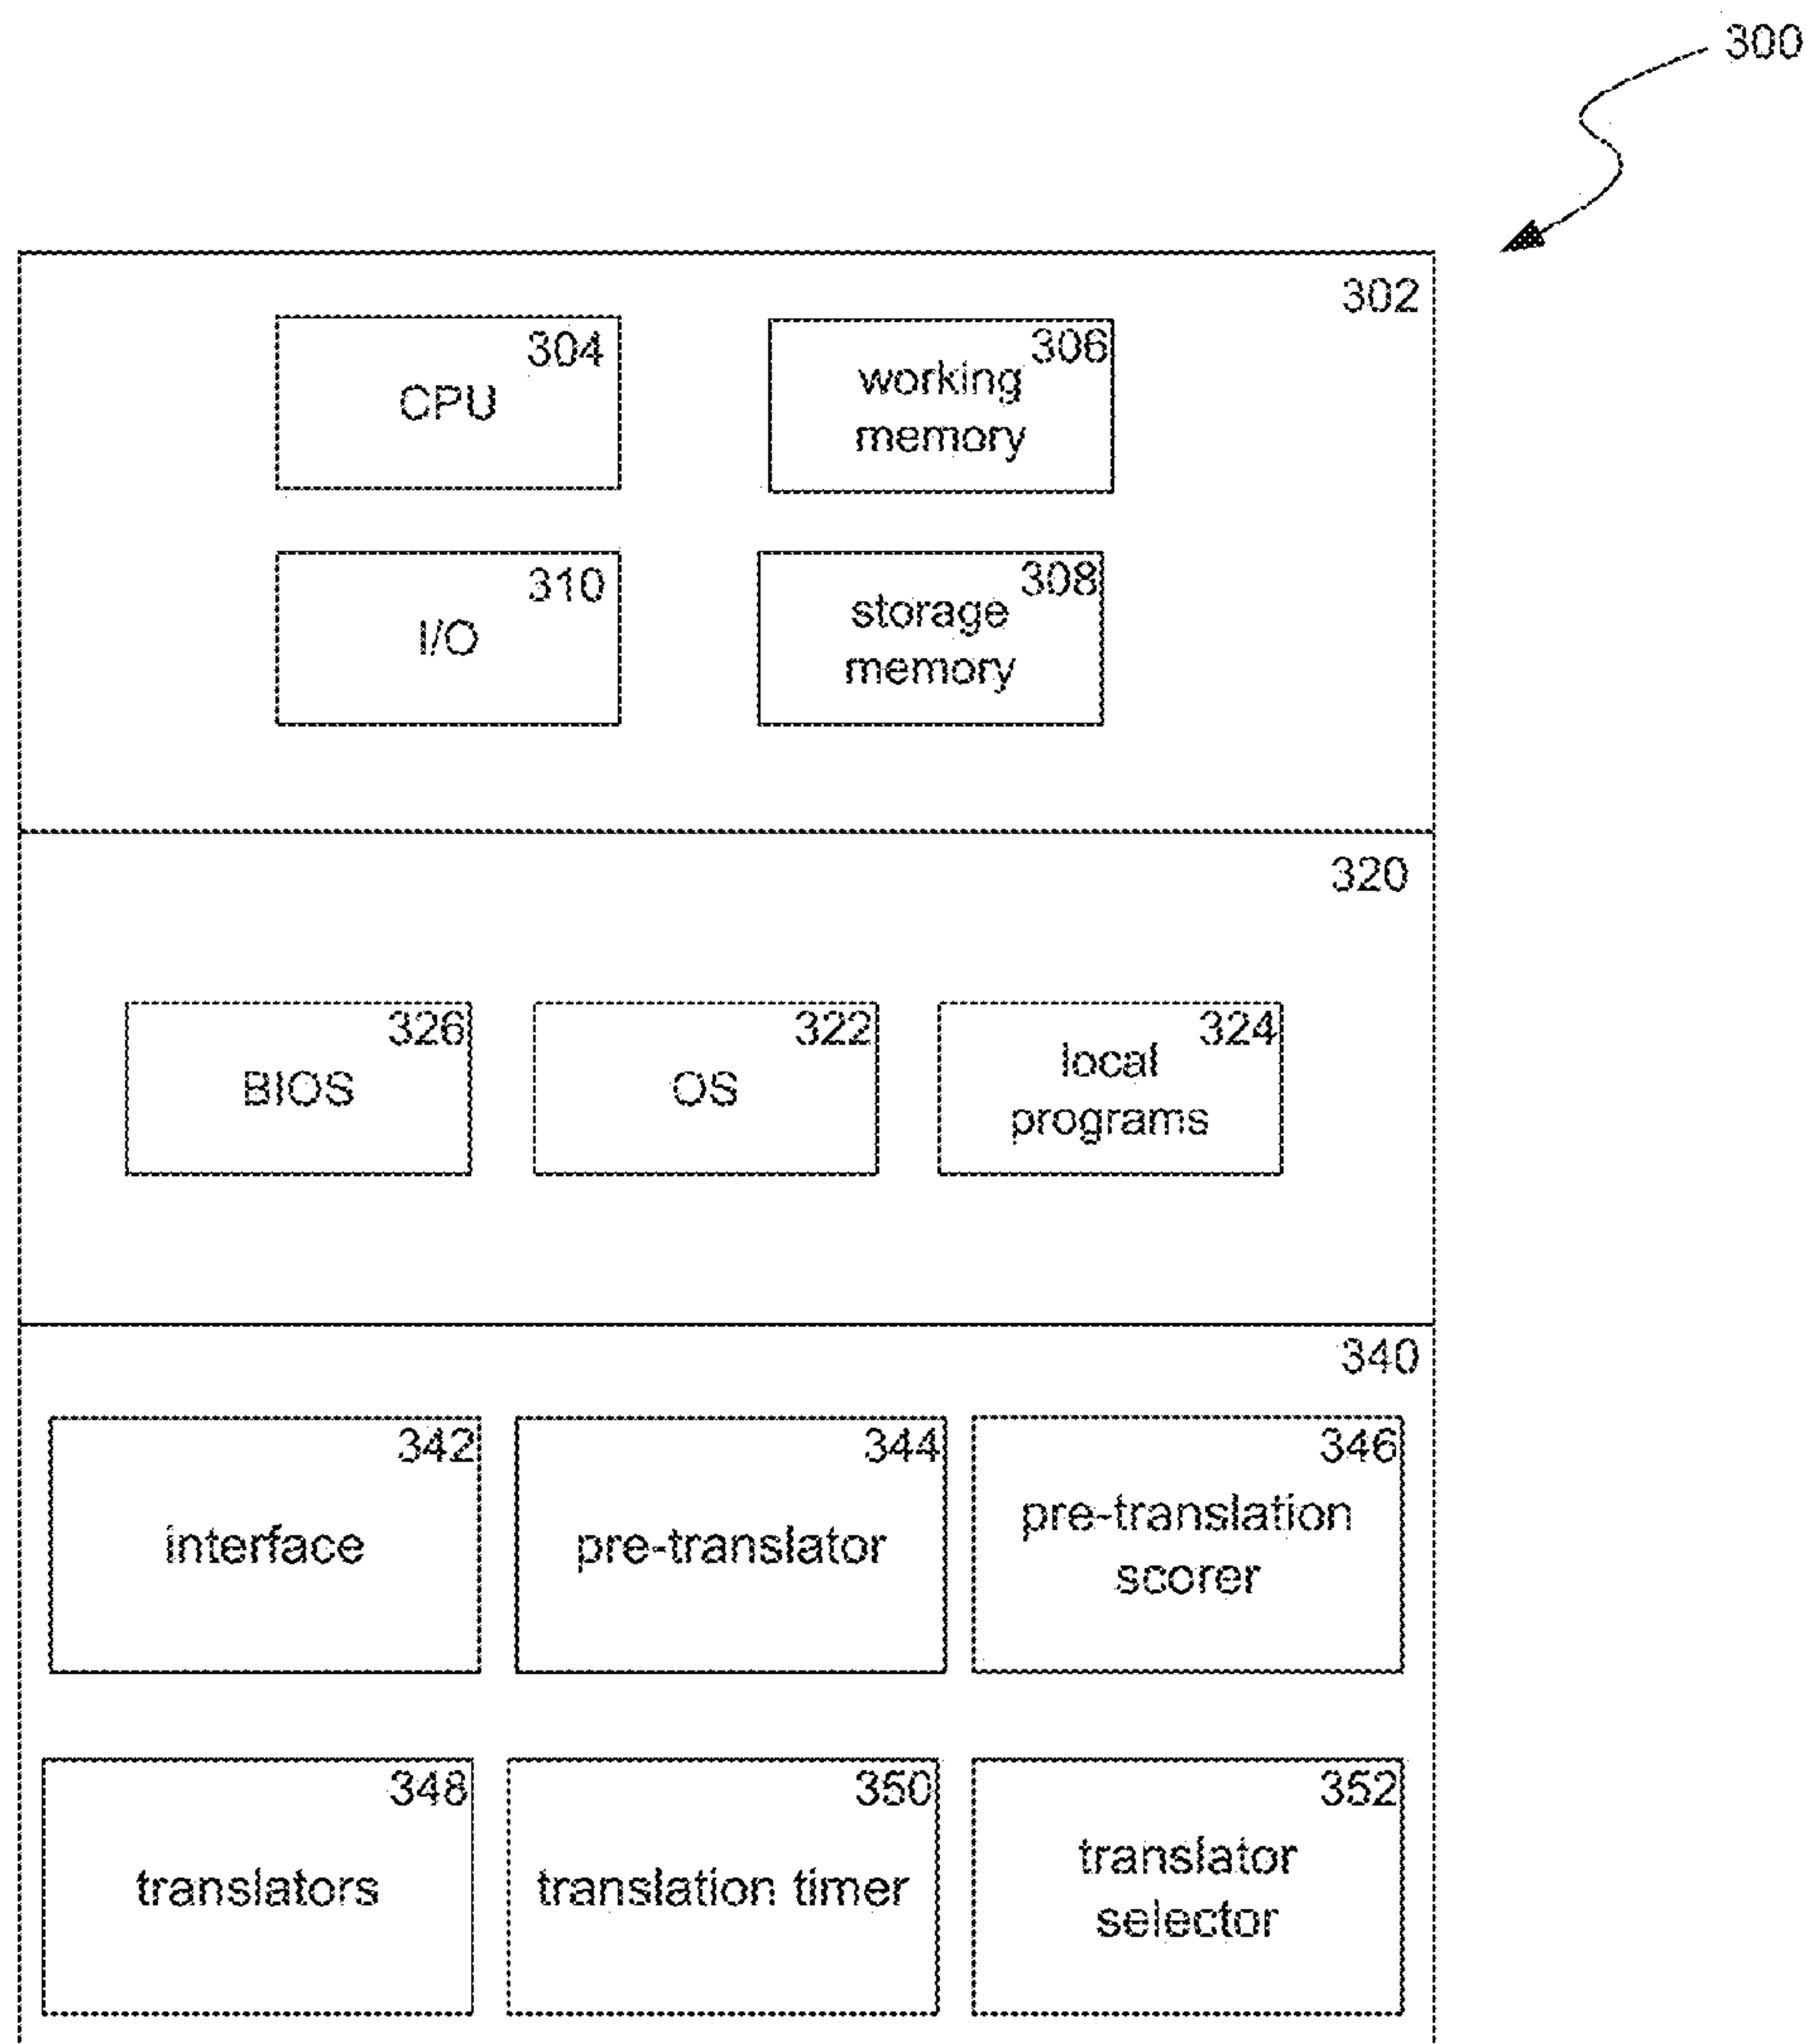 300
302
304
CPU
306
working
memory
310
I/O
308
storage
memory
320
326
BIOS
322
OS
324
local
programs
340
342
interface
344
pre-translator
346
pre-translation
scorer
348
translators
350
translation timer
352
translator
selector